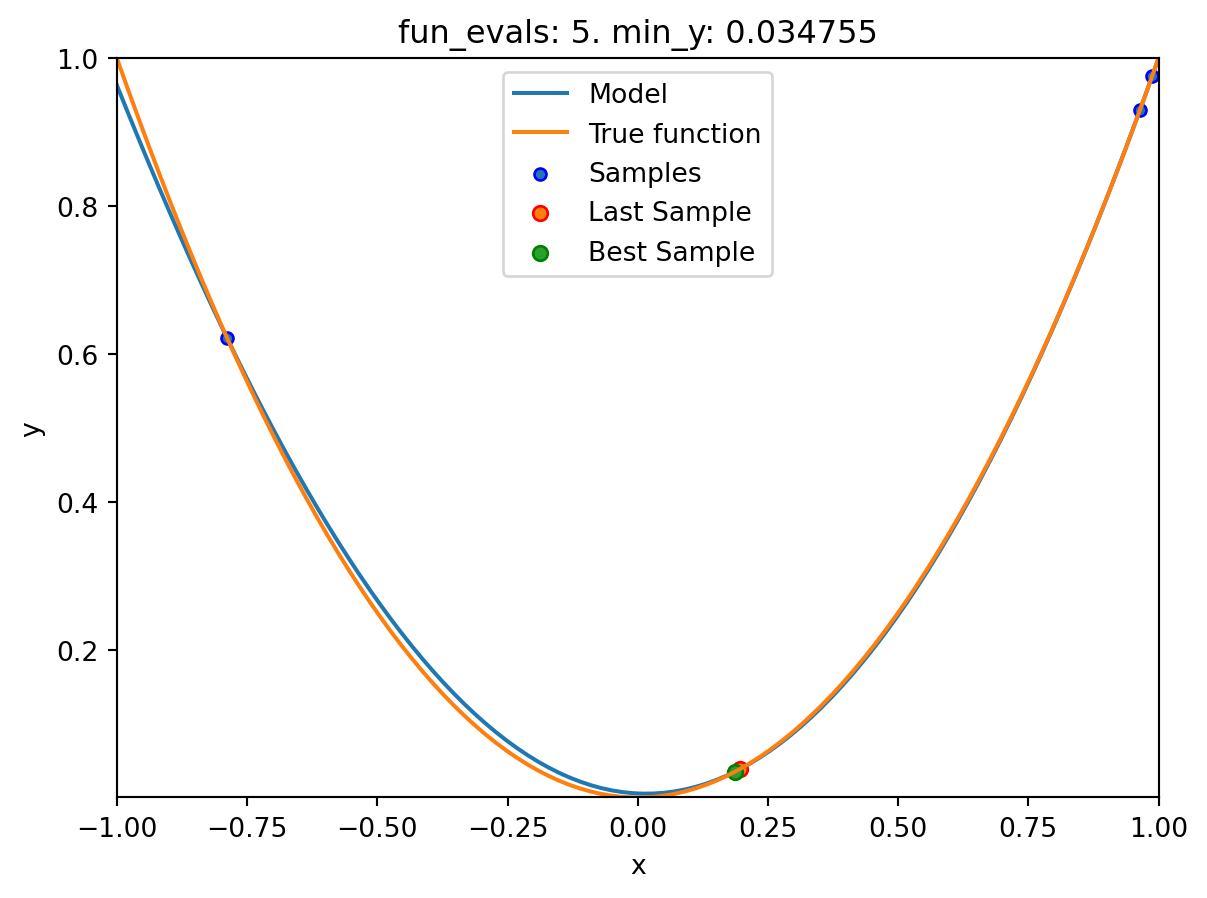 fun_evals: 5. min_y: 0.034755
Model
True function
Samples
Last Sample
Best Sample
1.0
0.8
0.6
0.4
0.2
y
−1.00 −0.75 −0.50 −0.25 0.00 0.25 0.50 0.75 1.00
x